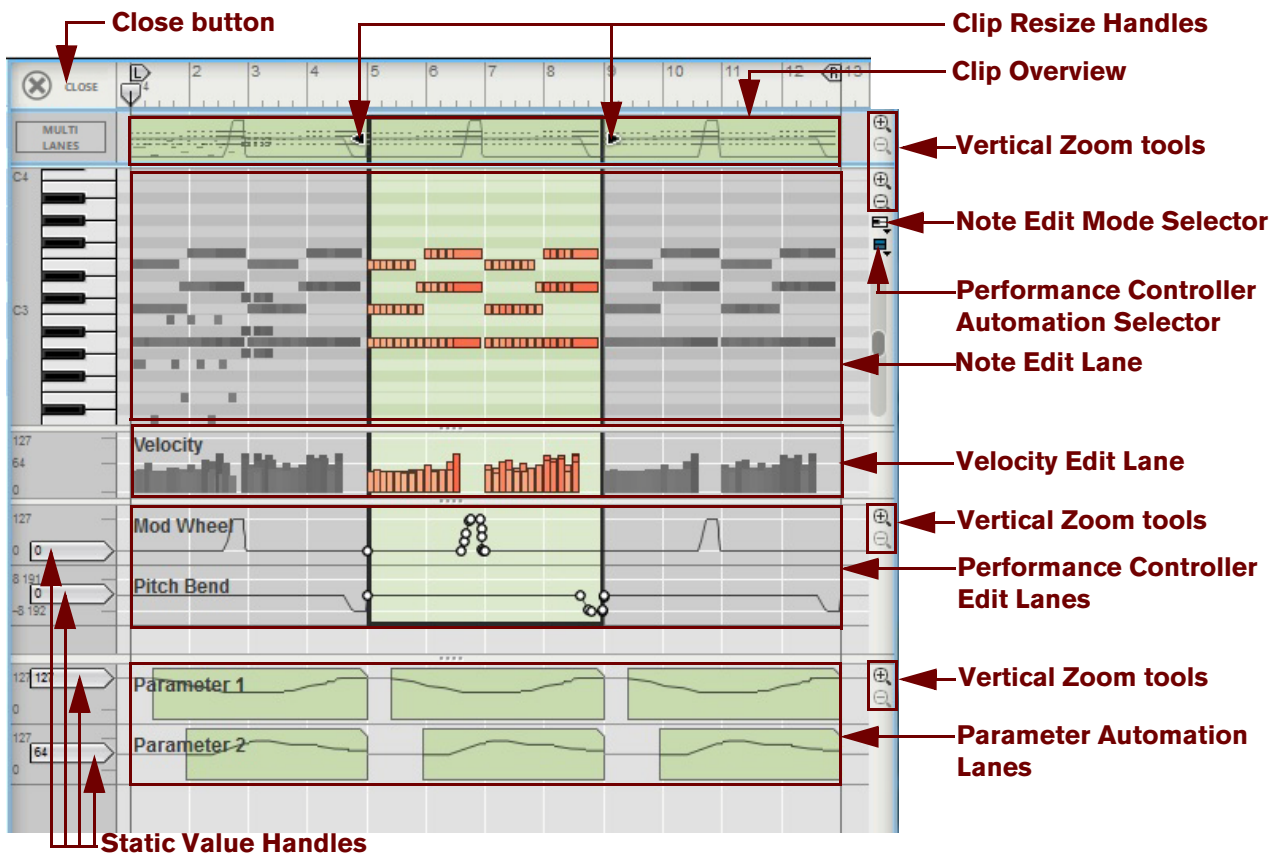 Close button
Clip Resize Handles
Clip Overview
CLOSE
L
4
2
3
4
5
6
7
8
9
10
11
12
R
13
MULTI
LANES
Vertical Zoom tools
C4
Note Edit Mode Selector
Performance Controller
Automation Selector
C3
Note Edit Lane
127
64
0
Velocity
Velocity Edit Lane
127
0
0
Mod Wheel
Vertical Zoom tools
8 191
0
-8 192
Pitch Bend
Performance Controller
Edit Lanes
127
127
0
Parameter 1
Vertical Zoom tools
127
64
0
Parameter 2
Parameter Automation
Lanes
Static Value Handles